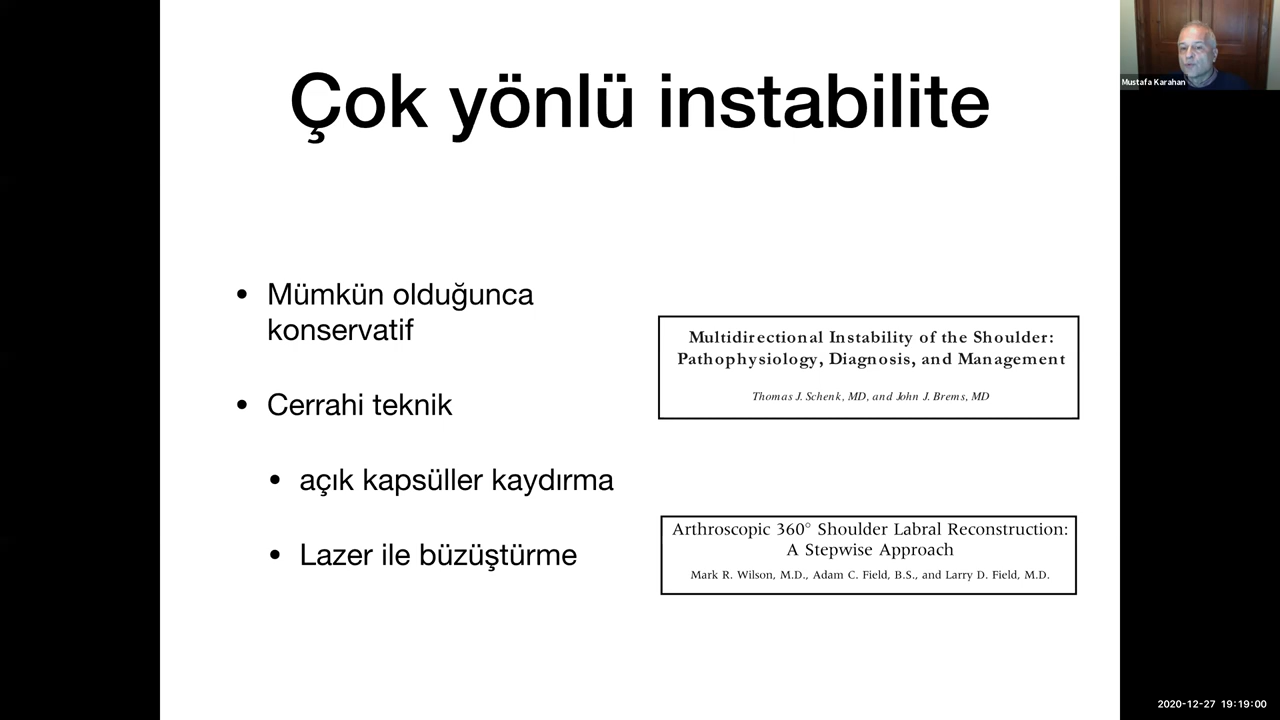 Çok yönlü instabilite
Mustafa Karahan
• Mümkün olduğunca
konservatif
• Cerrahi teknik
• açık kapsüller kaydırma
• Lazer ile büzüştürme
Multidirectional Instability of the Shoulder:
Pathophysiology, Diagnosis, and Management
Thomas J. Schenk, MD, and John J. Brems, MD
Arthroscopic 360° Shoulder Labral Reconstruction:
A Stepwise Approach
Mark R. Wilson, M.D., Adam C. Field, B.S., and Larry D. Field, M.D.
2020-12-27 19:19:00